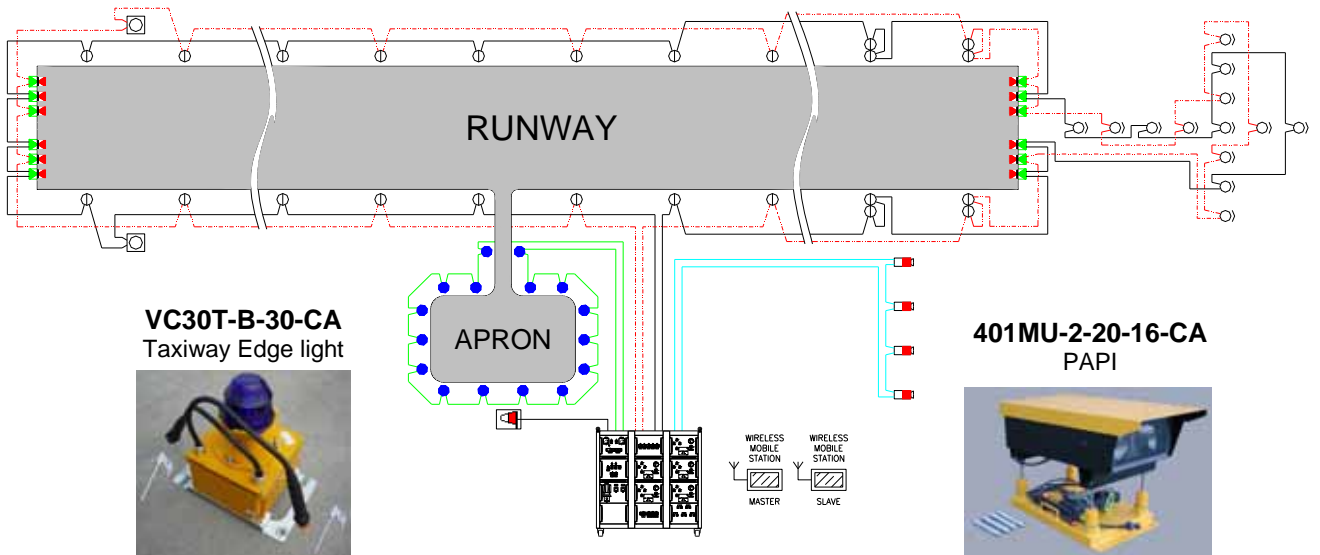 RUNWAY
APRON
VC30T-B-30-CA
Taxiway Edge light
401MU-2-20-16-CA
PAPI
WIRELESS
MOBILE
STATION
MASTER
WIRELESS
MOBILE
STATION
SLAVE